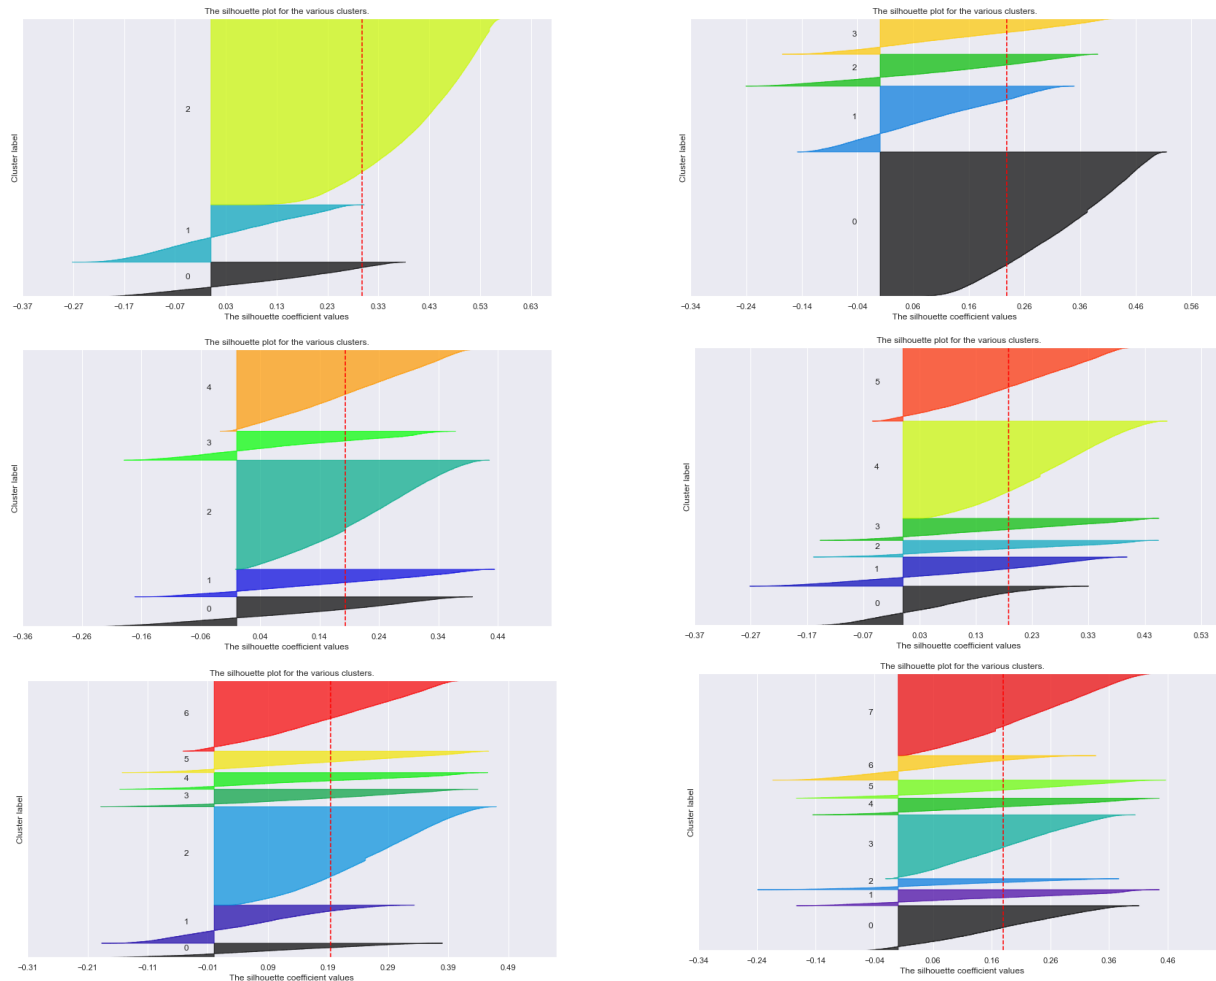 The silhouette plot for the various clusters.
2
1
0
Cluster label
−0.37 −0.27 −0.17 −0.07 0.03 0.13 0.23 0.33 0.43 0.53 0.63
The silhouette coefficient values
The silhouette plot for the various clusters.
3
2
1
0
Cluster label
−0.34 −0.24 −0.14 −0.04 0.06 0.16 0.26 0.36 0.46 0.56
The silhouette coefficient values
The silhouette plot for the various clusters.
4
3
2
1
0
Cluster label
−0.36 −0.26 −0.16 −0.06 0.04 0.14 0.24 0.34 0.44
The silhouette coefficient values
The silhouette plot for the various clusters.
5
4
3
2
1
0
Cluster label
−0.37 −0.27 −0.17 −0.07 0.03 0.13 0.23 0.33 0.43 0.53
The silhouette coefficient values
The silhouette plot for the various clusters.
6
5
4
3
2
1
0
Cluster label
−0.31 −0.21 −0.11 −0.01 0.09 0.19 0.29 0.39 0.49
The silhouette coefficient values
The silhouette plot for the various clusters.
7
6
5
4
3
2
1
0
Cluster label
−0.34 −0.24 −0.14 −0.04 0.06 0.16 0.26 0.36 0.46
The silhouette coefficient values